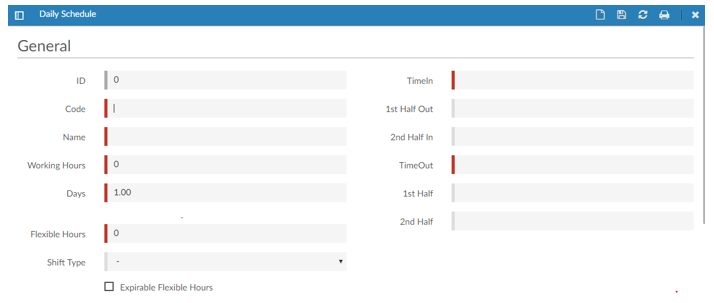 Daily Schedule
General
ID 0
Code
Name
Working Hours 0
Days 1.00
-
Flexible Hours 0
Shift Type -
Expirable Flexible Hours
TimeIn
1st Half Out
2nd Half In
TimeOut
1st Half
2nd Half